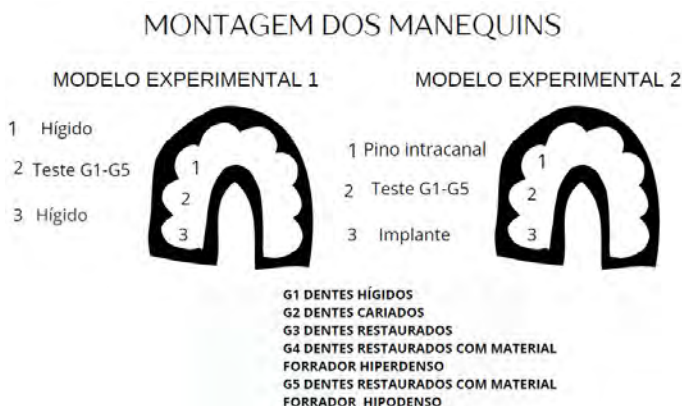 MONTAGEM DOS MANEQUINS
MODELO EXPERIMENTAL 1
1 Hígido
2 Teste G1-G5
3 Hígido
1
2
3
MODELO EXPERIMENTAL 2
1 Pino intracanal
2 Teste G1-G5
3 Implante
1
2
3
G1 DENTES HÍGIDOS
G2 DENTES CARIADOS
G3 DENTES RESTAURADOS
G4 DENTES RESTAURADOS COM MATERIAL
FORRADOR HIPERDENSO
G5 DENTES RESTAURADOS COM MATERIAL
FORRADOR HIPODENSO